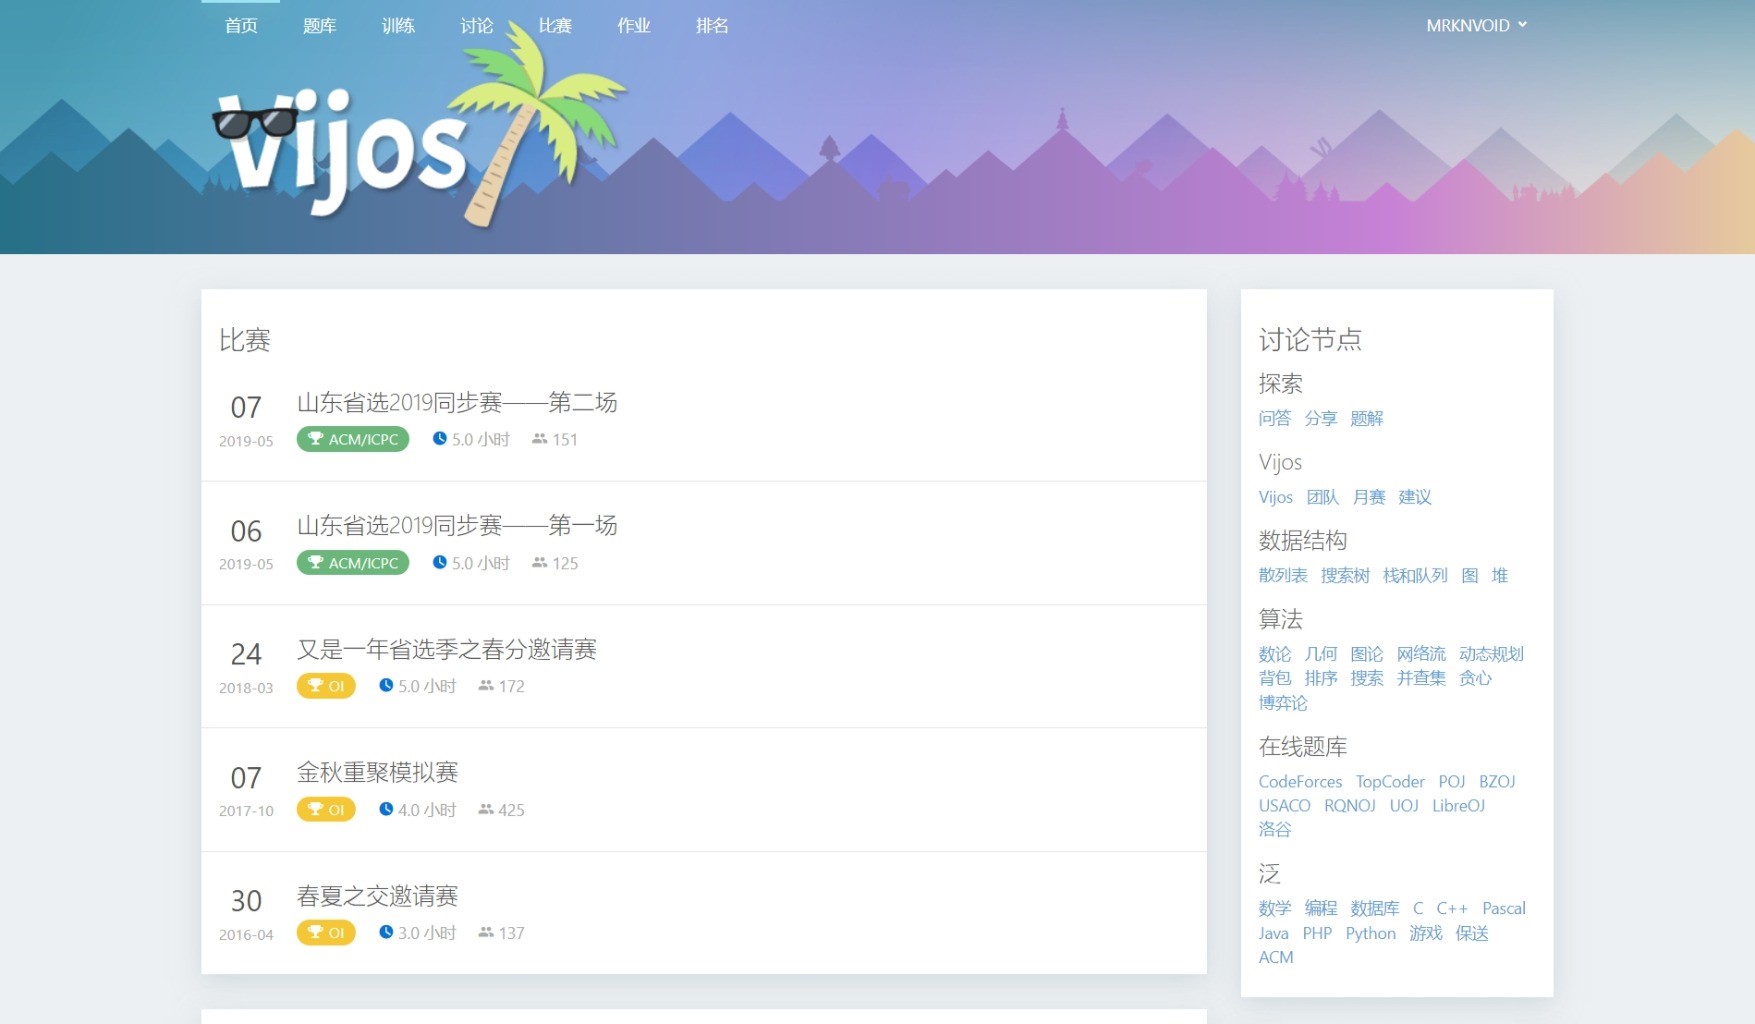 首页 题库 训练 讨论 比赛 作业 排名 MRKNVOID
Vijos
比赛
07
2019-05
山东省选2019同步赛——第二场
ACM/ICPC 5.0 小时 151
06
2019-05
山东省选2019同步赛——第一场
ACM/ICPC 5.0 小时 125
24
2018-03
又是一年省选季之春分邀请赛
OI 5.0 小时 172
07
2017-10
金秋重聚模拟赛
OI 4.0 小时 425
30
2016-04
春夏之交邀请赛
OI 3.0 小时 137
讨论节点
探索
问答 分享 题解
Vijos
Vijos 团队 月赛 建议
数据结构
散列表 搜索树 栈和队列 图 堆
算法
数论 几何 图论 网络流 动态规划
背包 排序 搜索 并查集 贪心
博弈论
在线题库
CodeForces TopCoder POJ BZOJ
USACO RQNOJ UOJ LibreOJ
洛谷
泛
数学 编程 数据库 C C++ Pascal
Java PHP Python 游戏 保送
ACM